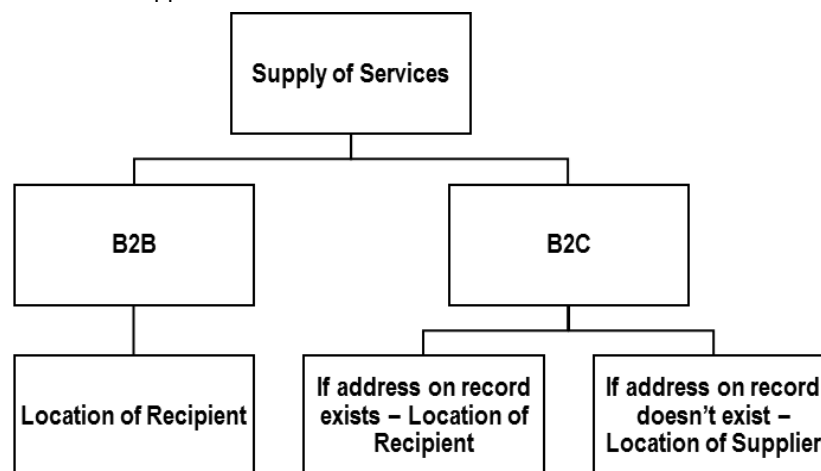 Supply of Services
B2B
B2C
Location of Recipient
If address on record
exists – Location of
Recipient
If address on record
doesn't exist –
Location of Supplier